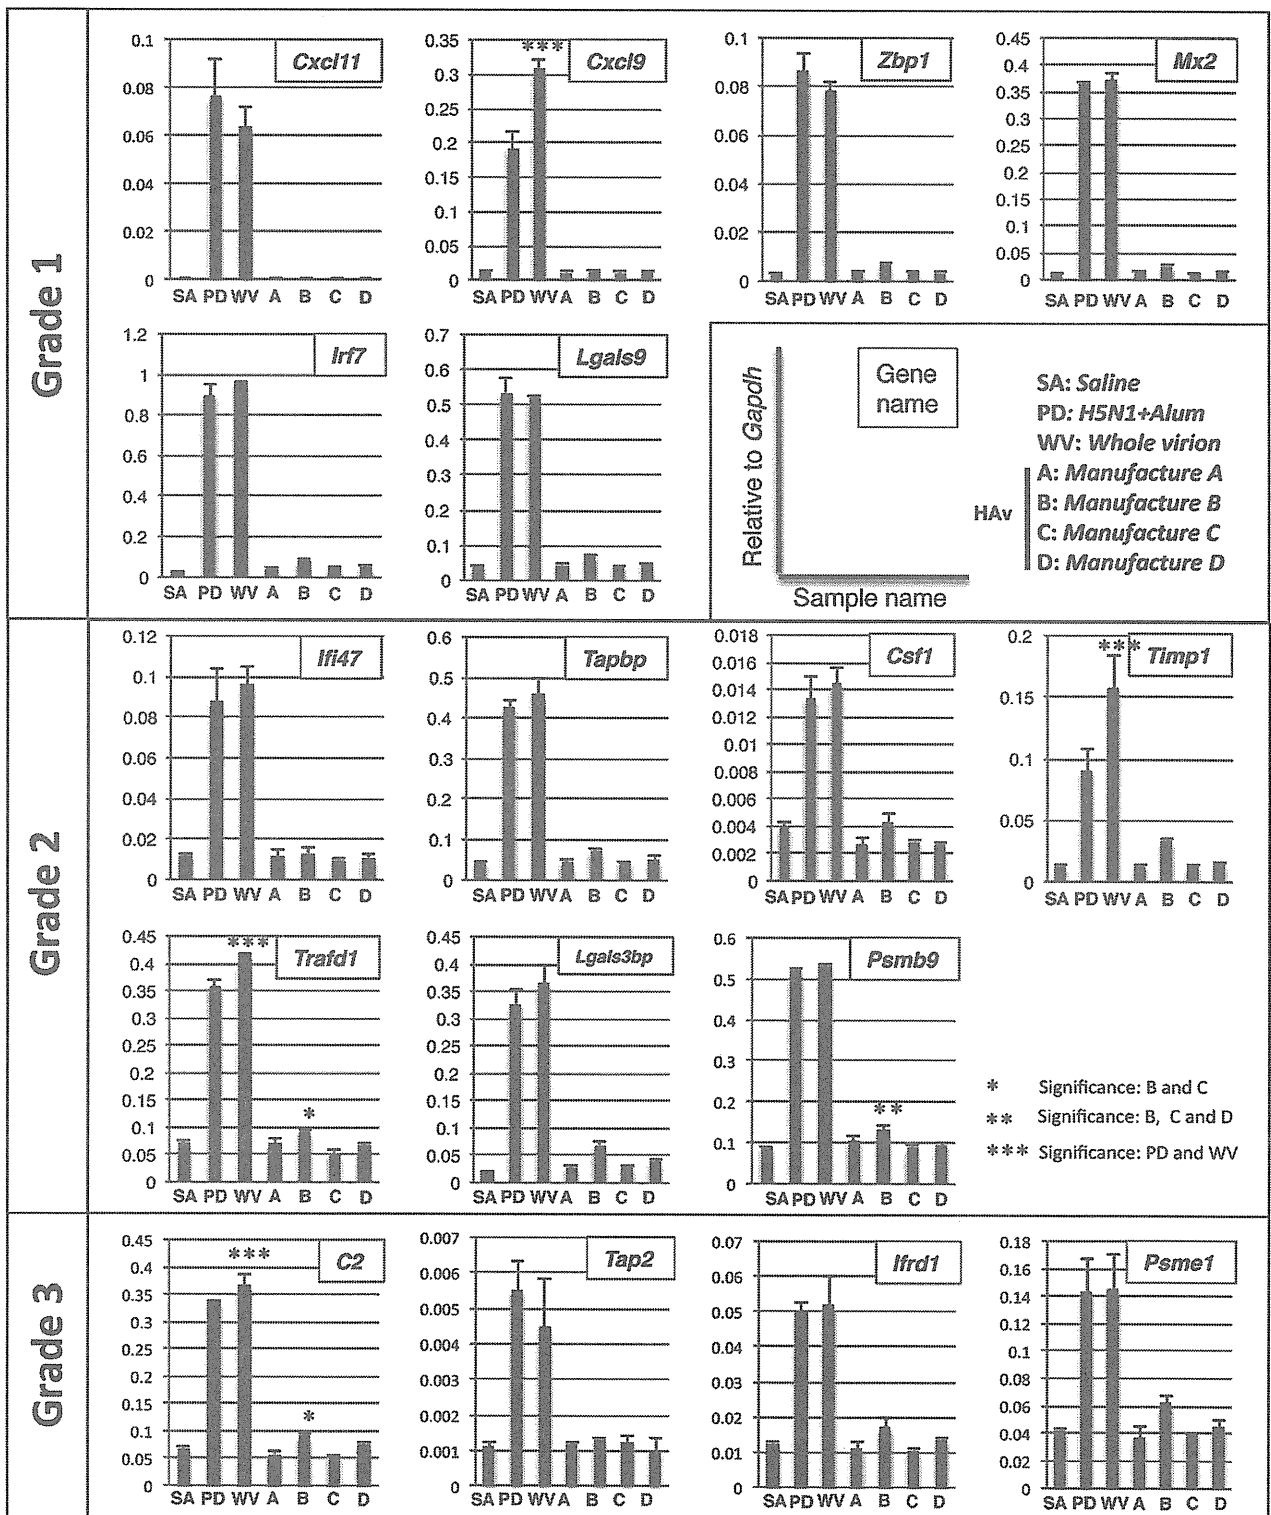 Grade 1
Cxcl11
0.1
0.08
0.06
0.04
0.02
0
SA PD WV A B C D
Cxcl9
***
0.35
0.3
0.25
0.2
0.15
0.1
0.05
0
SA PD WV A B C D
Zbp1
0.1
0.08
0.06
0.04
0.02
0
SA PD WV A B C D
Mx2
0.45
0.4
0.35
0.3
0.25
0.2
0.15
0.1
0.05
0
SA PD WV A B C D
Irf7
1.2
1
0.8
0.6
0.4
0.2
0
SA PD WV A B C D
Lgals9
0.7
0.6
0.5
0.4
0.3
0.2
0.1
0
SA PD WV A B C D
Relative to Gapdh
Gene
name
Sample name
SA: Saline
PD: H5N1+Alum
WV: Whole virion
HAv
A: Manufacture A
B: Manufacture B
C: Manufacture C
D: Manufacture D
Grade 2
Ifi47
0.12
0.1
0.08
0.06
0.04
0.02
0
SA PD WV A B C D
Tapbp
0.6
0.5
0.4
0.3
0.2
0.1
0
SA PD WV A B C D
Csf1
0.018
0.016
0.014
0.012
0.01
0.008
0.006
0.004
0.002
0
SA PD WV A B C D
Timp1
***
0.2
0.15
0.1
0.05
0
SA PD WV A B C D
Trafd1
***
0.45
0.4
0.35
0.3
0.25
0.2
0.15
0.1
0.05
0
*
SA PD WV A B C D
Lgals3bp
0.45
0.4
0.35
0.3
0.25
0.2
0.15
0.1
0.05
0
SA PD WV A B C D
Psmb9
0.6
0.5
0.4
0.3
0.2
0.1
0
**
SA PD WV A B C D
* Significance: B and C
** Significance: B, C and D
*** Significance: PD and WV
Grade 3
C2
***
0.45
0.4
0.35
0.3
0.25
0.2
0.15
0.1
0.05
0
*
SA PD WV A B C D
Tap2
0.007
0.006
0.005
0.004
0.003
0.002
0.001
0
SA PD WV A B C D
Ifrd1
0.07
0.06
0.05
0.04
0.03
0.02
0.01
0
SA PD WV A B C D
Psme1
0.18
0.16
0.14
0.12
0.1
0.08
0.06
0.04
0.02
0
SA PD WV A B C D